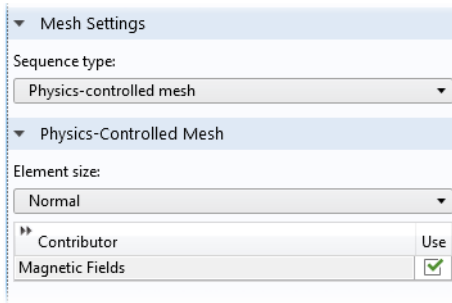 Mesh Settings
Sequence type:
Physics-controlled mesh
Physics-Controlled Mesh
Element size:
Normal
Contributor Use
Magnetic Fields